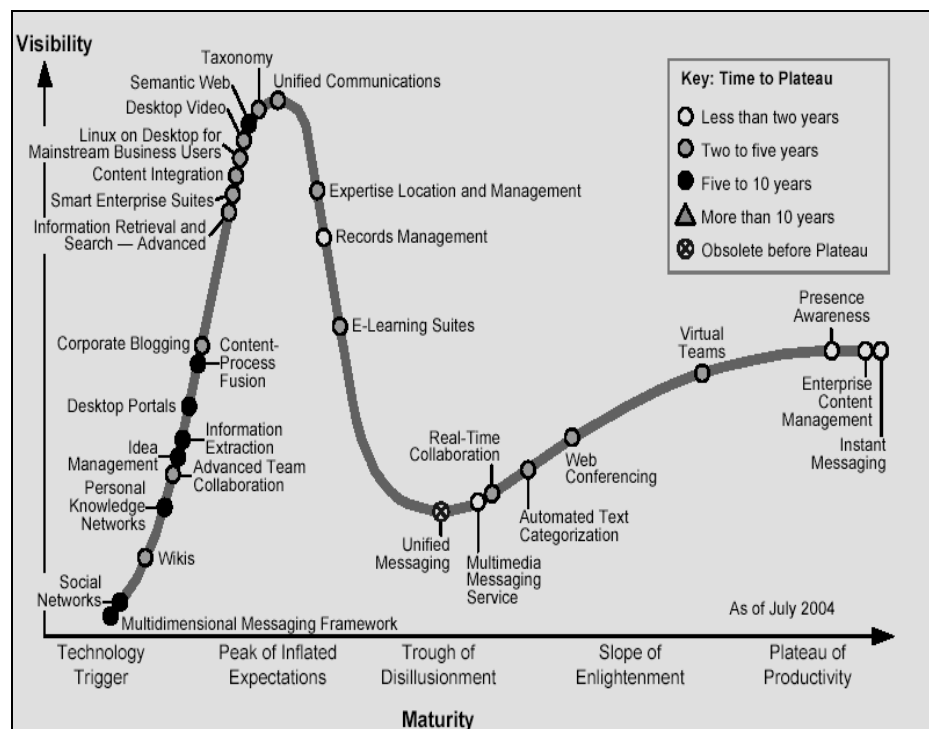 Visibility
Taxonomy
Semantic Web
Unified Communications
Desktop Video
Linux on Desktop for
Mainstream Business Users
Content Integration
Smart Enterprise Suites
Information Retrieval and
Search — Advanced
Expertise Location and Management
Records Management
E-Learning Suites
Key: Time to Plateau
Less than two years
Two to five years
Five to 10 years
More than 10 years
Obsolete before Plateau
Corporate Blogging
Content-
Process
Fusion
Desktop Portals
Idea
Management
Information
Extraction
Advanced Team
Collaboration
Personal
Knowledge
Networks
Wikis
Social
Networks
Multidimensional Messaging Framework
Unified
Messaging
Multimedia
Messaging
Service
Real-Time
Collaboration
Automated Text
Categorization
Web
Conferencing
Virtual
Teams
Presence
Awareness
Enterprise
Content
Management
Instant
Messaging
As of July 2004
Technology
Trigger
Peak of Inflated
Expectations
Trough of
Disillusionment
Slope of
Enlightenment
Plateau of
Productivity
Maturity